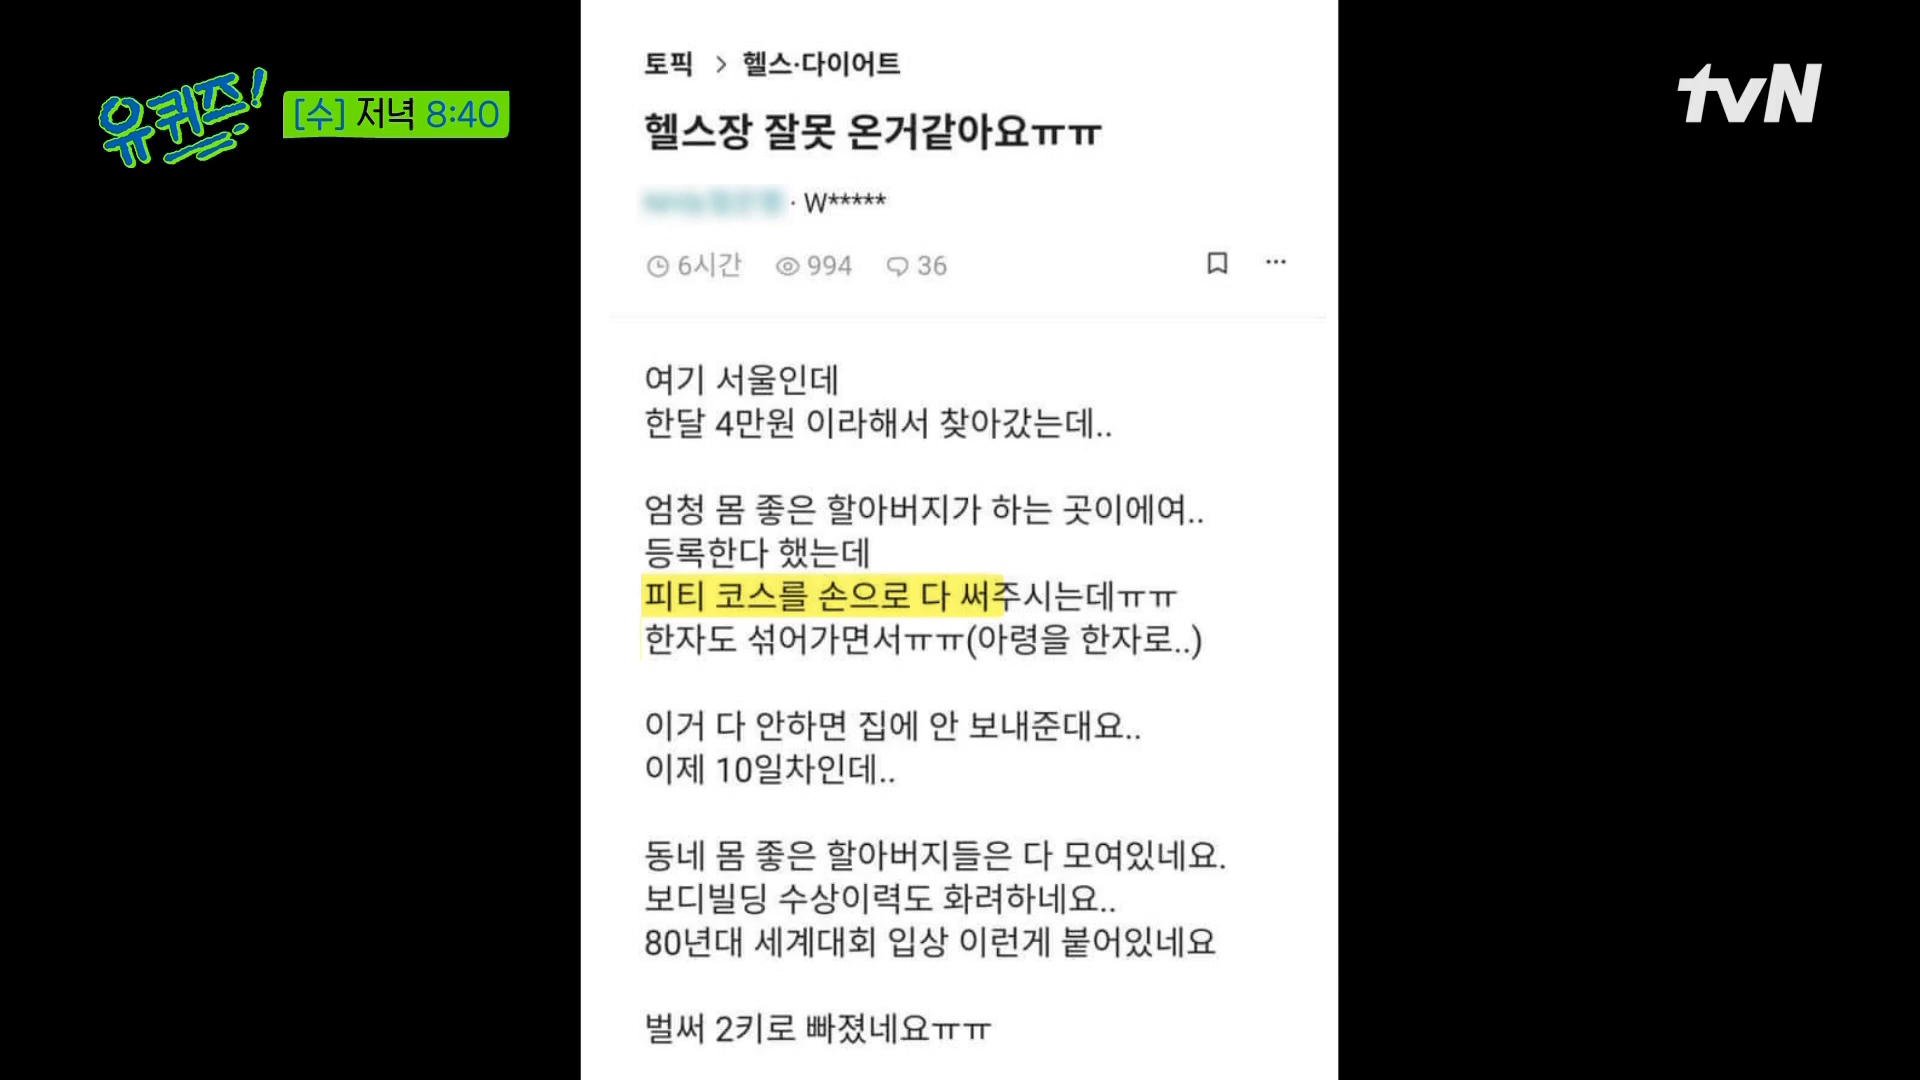 유퀴즈!
[수] 저녁 8:40
tvN
토픽 > 헬스·다이어트
헬스장 잘못 온거같아요ㅠㅠ
· W*****
6시간 994 36
여기 서울인데
한달 4만원 이라해서 찾아갔는데..
엄청 몸 좋은 할아버지가 하는 곳이에여..
등록한다 했는데
피티 코스를 손으로 다 써주시는데ㅠㅠ
한자도 섞어가면서ㅠㅠ(아령을 한자로..)
이거 다 안하면 집에 안 보내준대요..
이제 10일차인데..
동네 몸 좋은 할아버지들은 다 모여있네요.
보디빌딩 수상이력도 화려하네요..
80년대 세계대회 입상 이런게 붙어있네요
벌써 2키로 빠졌네요ㅠㅠ